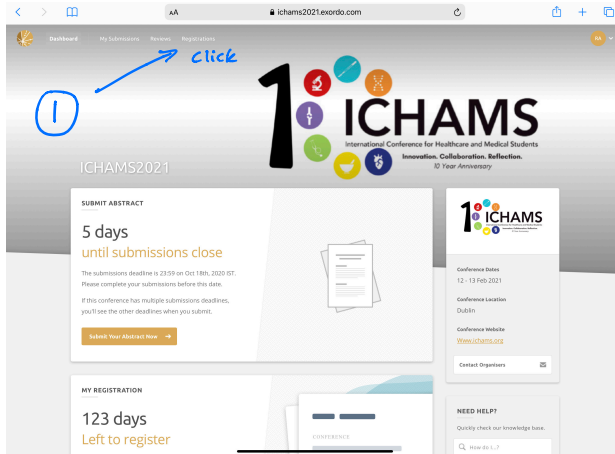 AA
ichams2021.exordo.com
Dashboard
My Submissions
Reviews
Registrations
BA
click
1
10 ICHAMS
International Conference for Healthcare and Medical Students
Innovation. Collaboration. Reflection.
10 Year Anniversary
ICHAMS2021
SUBMIT ABSTRACT
5 days
until submissions close
The submissions deadline is 23:59 on Oct 18th, 2020 IST.
Please complete your submissions before this date.
If this conference has multiple submissions deadlines,
you'll see the other deadlines when you submit.
Submit Your Abstract Now
10 ICHAMS
Conference Dates
12 - 13 Feb 2021
Conference Location
Dublin
Conference Website
Www.ichams.org
Contact Organisers
MY REGISTRATION
123 days
Left to register
CONFERENCE
NEED HELP?
Quickly check our knowledge base.
How do I...?